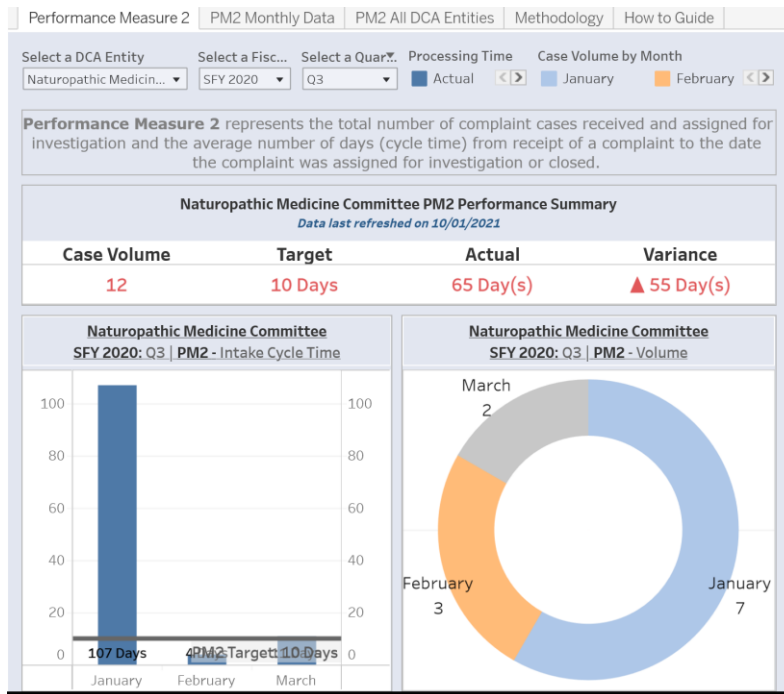 Performance Measure 2 PM2 Monthly Data PM2 All DCA Entities Methodology How to Guide
Select a DCA Entity Select a Fisc... Select a Quar... Processing Time Case Volume by Month
Naturopathic Medicin... SFY 2020 Q3 Actual January February
Performance Measure 2 represents the total number of complaint cases received and assigned for
investigation and the average number of days (cycle time) from receipt of a complaint to the date
the complaint was assigned for investigation or closed.
Naturopathic Medicine Committee PM2 Performance Summary
Data last refreshed on 10/01/2021
Case Volume Target Actual Variance
12 10 Days 65 Day(s) ▲ 55 Day(s)
Naturopathic Medicine Committee
SFY 2020: Q3 | PM2 - Intake Cycle Time
100 100
80 80
60 60
40 40
20 20
0 0
107 Days
PM2 Target: 10 Days
January February March
Naturopathic Medicine Committee
SFY 2020: Q3 | PM2 - Volume
March
2
February
3
January
7